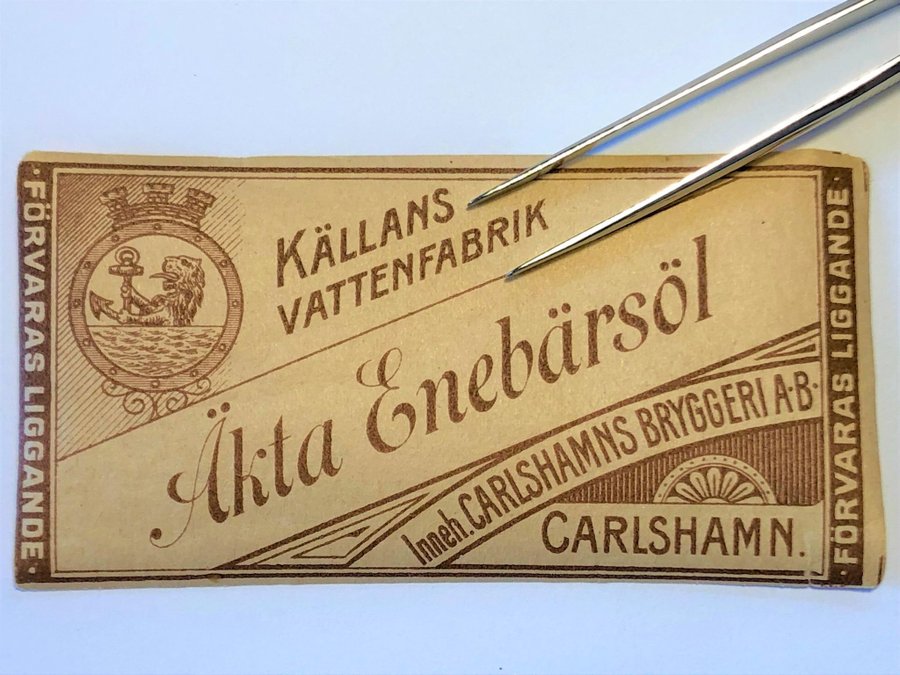 ·FÖRVARAS LIGGANDE·
KÄLLANS
VATTENFABRIK
Äkta Enebärsöl
Inneh. CARLSHAMNS BRYGGERI A·B·
CARLSHAMN.
·FÖRVARAS LIGGANDE·